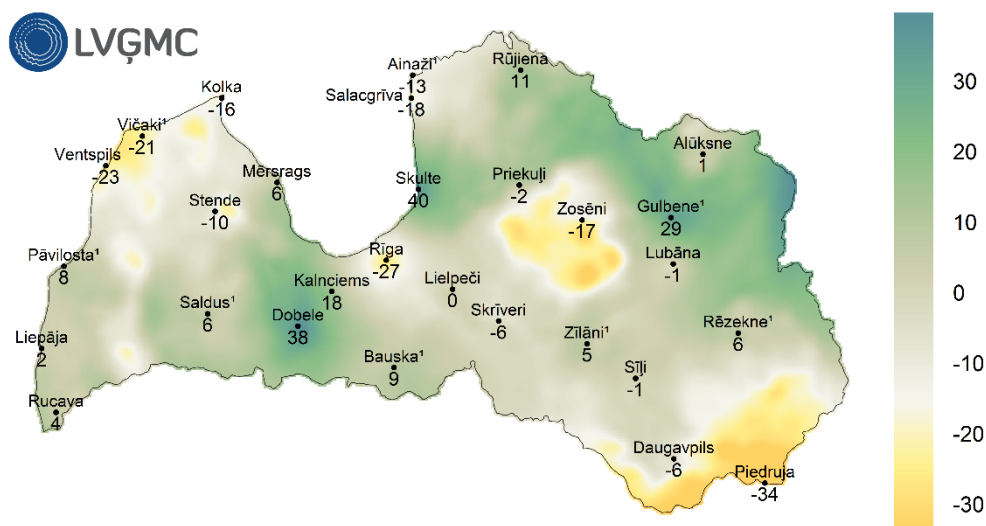 LVĢMC
Ainaži¹
-13
Rūjiena
11
Kolka
-16
Salacgrīva
-18
Vičaki¹
-21
Alūksne
1
Ventspils
-23
Mērsrags
6
Skulte
40
Priekuļi
-2
Stende
-10
Zosēni
-17
Gulbene¹
29
Rīga
-27
Lubāna
-1
Pāvilosta¹
8
Kalnciems
18
Lielpeči
0
Saldus¹
6
Dobele
38
Skrīveri
-6
Zīlāni¹
5
Rēzekne¹
6
Liepāja
2
Bauska¹
9
Sīļi
-1
Rucava
4
Daugavpils
-6
Piedruja
-34
30
20
10
0
-10
-20
-30